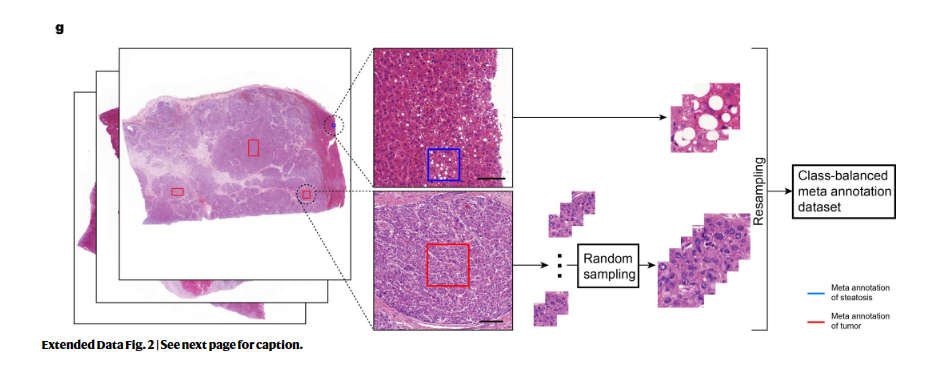 g
Random
sampling
Resampling
Class-balanced
meta annotation
dataset
Meta annotation
of steatosis
Meta annotation
of tumor
Extended Data Fig. 2 | See next page for caption.